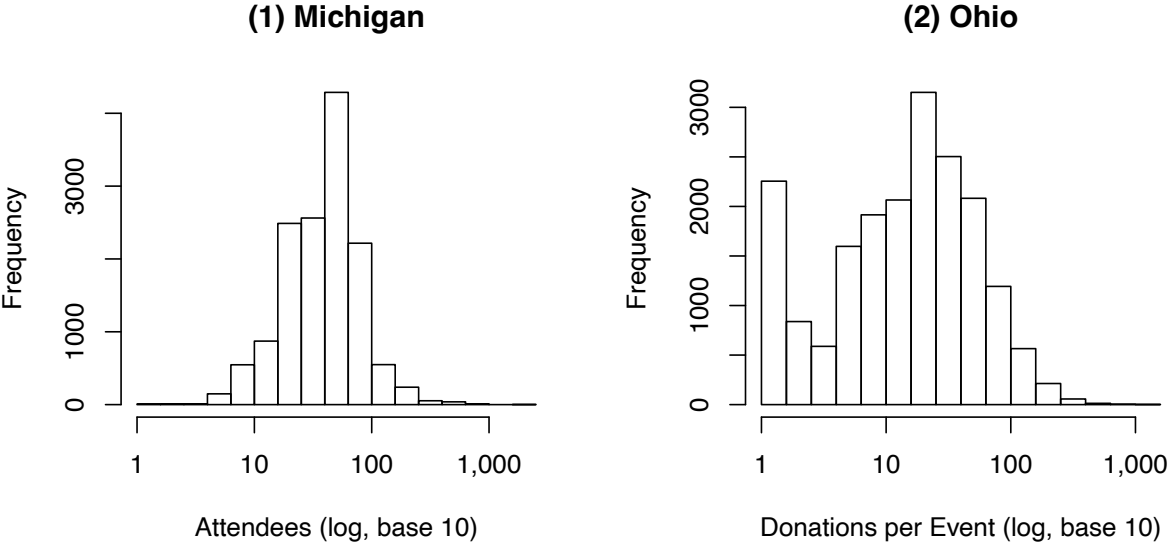 (1) Michigan
Frequency
3000
1000
0
1 10 100 1,000
Attendees (log, base 10)
(2) Ohio
Frequency
3000
2000
1000
0
1 10 100 1,000
Donations per Event (log, base 10)